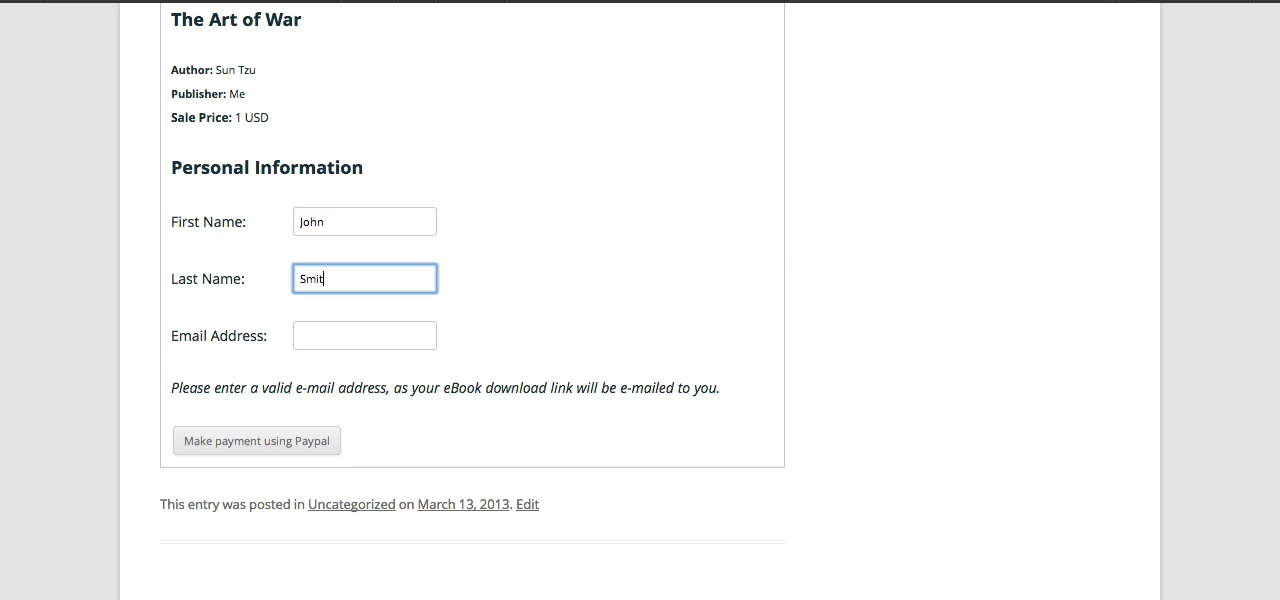 The Art of War
Author: Sun Tzu
Publisher: Me
Sale Price: 1 USD
Personal Information
First Name: John
Last Name: Smit
Email Address:
Please enter a valid e-mail address, as your eBook download link will be e-mailed to you.
Make payment using Paypal
This entry was posted in Uncategorized on March 13, 2013. Edit